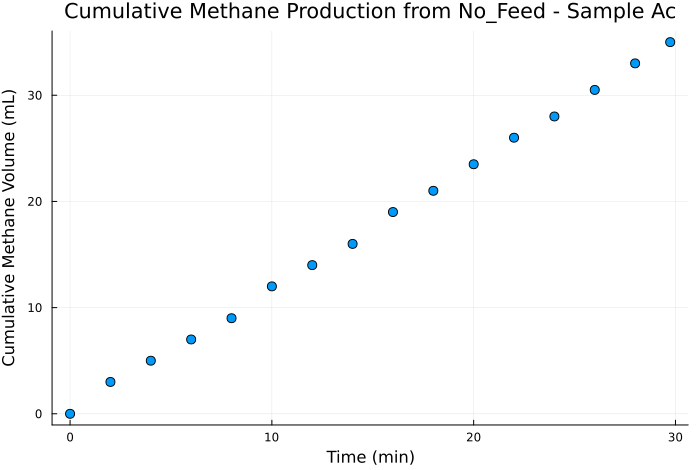 Cumulative Methane Production from No_Feed - Sample Ac
Cumulative Methane Volume (mL)
30
20
10
0
0 10 20 30
Time (min)